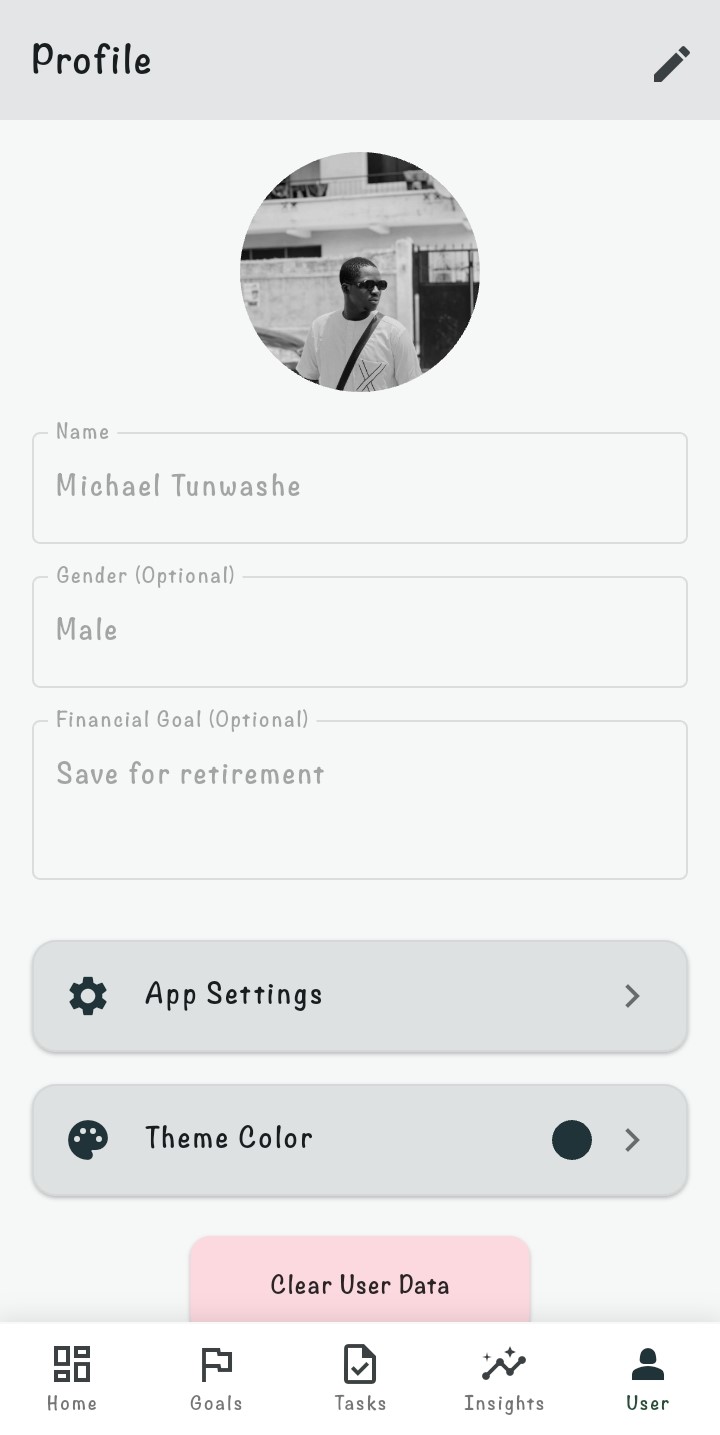 Profile
Name
Michael Tunwashe
Gender (Optional)
Male
Financial Goal (Optional)
Save for retirement
App Settings
Theme Color
Clear User Data
Home
Goals
Tasks
Insights
User